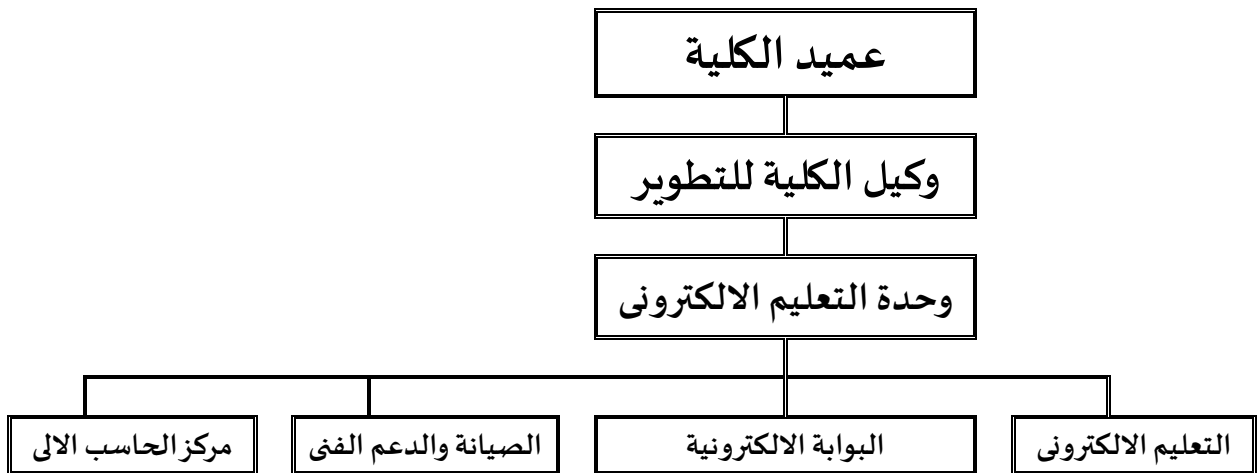 عميد الكلية
وكيل الكلية للتطوير
وحدة التعليم الالكترونى
التعليم الالكترونى
البوابة الالكترونية
الصيانة والدعم الفنى
مركز الحاسب الالى